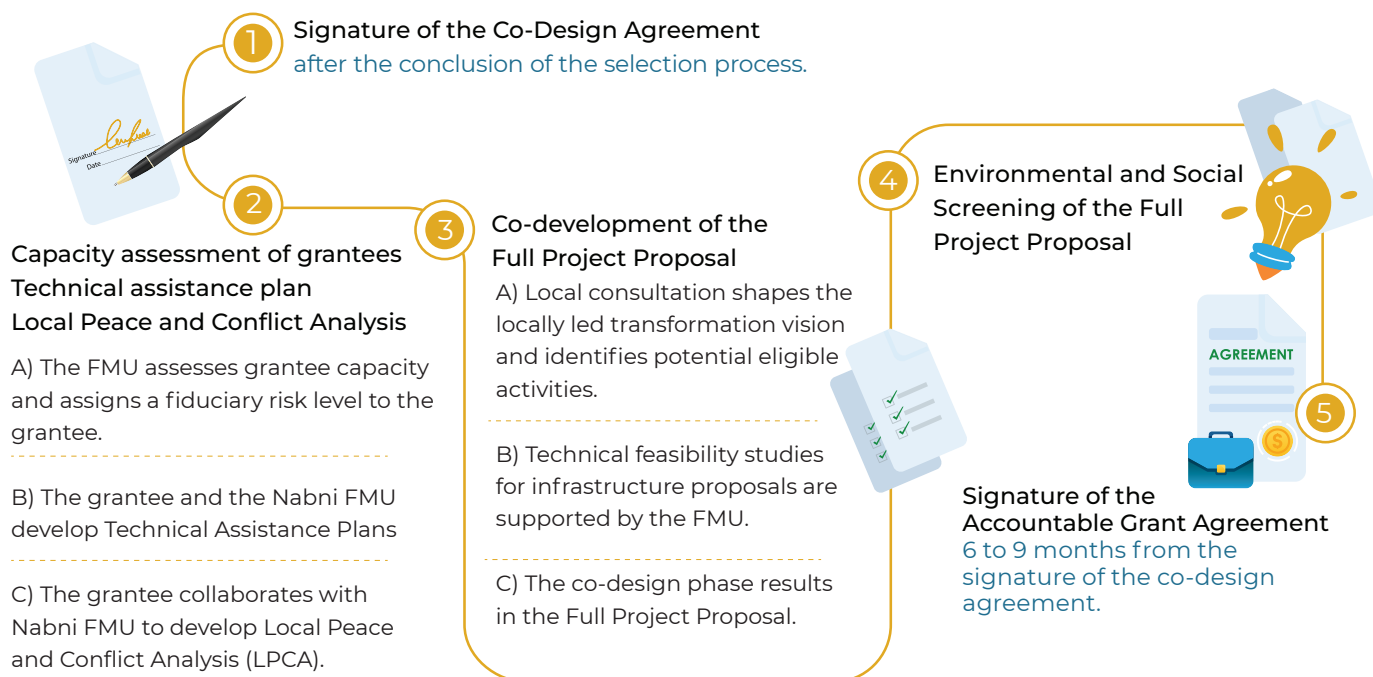 1
Signature of the Co-Design Agreement
after the conclusion of the selection process.
Signature
Date
2
Capacity assessment of grantees
Technical assistance plan
Local Peace and Conflict Analysis
A) The FMU assesses grantee capacity
and assigns a fiduciary risk level to the
grantee.
B) The grantee and the Nabni FMU
develop Technical Assistance Plans
C) The grantee collaborates with
Nabni FMU to develop Local Peace
and Conflict Analysis (LPCA).
3
Co-development of the
Full Project Proposal
A) Local consultation shapes the
locally led transformation vision
and identifies potential eligible
activities.
B) Technical feasibility studies
for infrastructure proposals are
supported by the FMU.
C) The co-design phase results
in the Full Project Proposal.
4
Environmental and Social
Screening of the Full
Project Proposal
AGREEMENT
$
5
Signature of the
Accountable Grant Agreement
6 to 9 months from the
signature of the co-design
agreement.